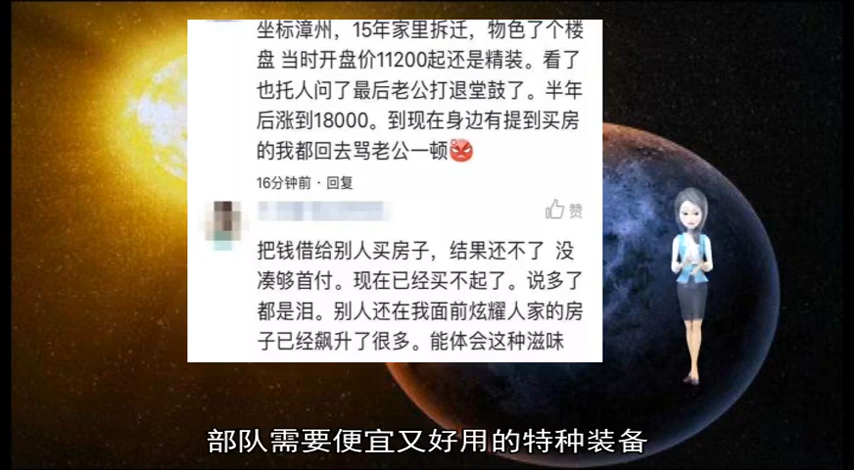 坐标漳州，15年家里拆迁，物色了个楼
盘 当时开盘价11200起还是精装。看了
也托人问了最后老公打退堂鼓了。半年
后涨到18000。到现在身边有提到买房
的我都回去骂老公一顿
16分钟前·回复
赞
把钱借给别人买房子，结果还不了 没
凑够首付。现在已经买不起了。说多了
都是泪。别人还在我面前炫耀人家的房
子已经飙升了很多。能体会这种滋味
部队需要便宜又好用的特种装备